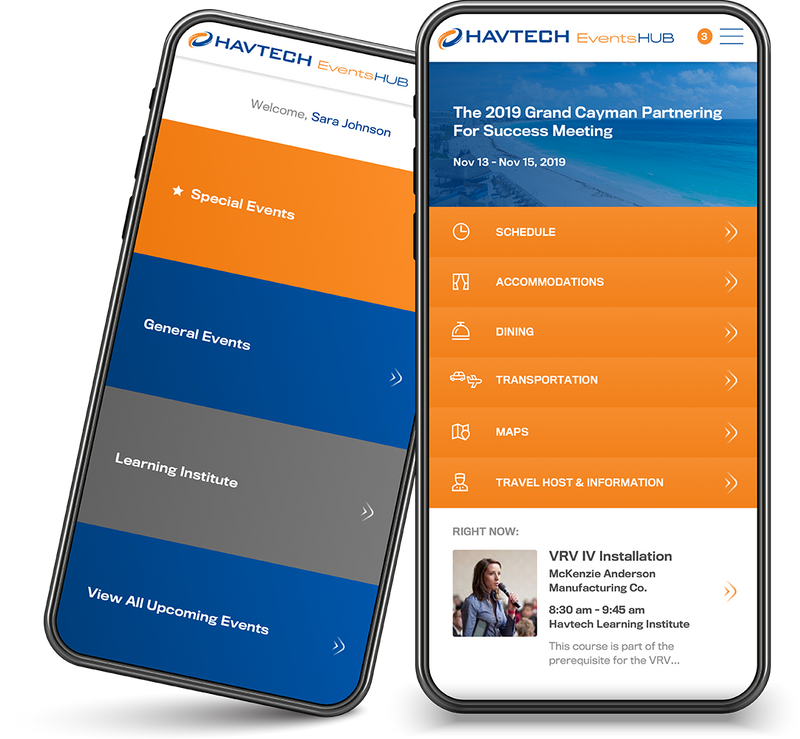 HAVTECH EventsHUB
Welcome, Sara Johnson
★ Special Events
General Events
Learning Institute
View All Upcoming Events
HAVTECH EventsHUB
3
The 2019 Grand Cayman Partnering
For Success Meeting
Nov 13 - Nov 15, 2019
SCHEDULE
ACCOMMODATIONS
DINING
TRANSPORTATION
MAPS
TRAVEL HOST & INFORMATION
RIGHT NOW:
VRV IV Installation
McKenzie Anderson
Manufacturing Co.
8:30 am - 9:45 am
Havtech Learning Institute
This course is part of the
prerequisite for the VRV...